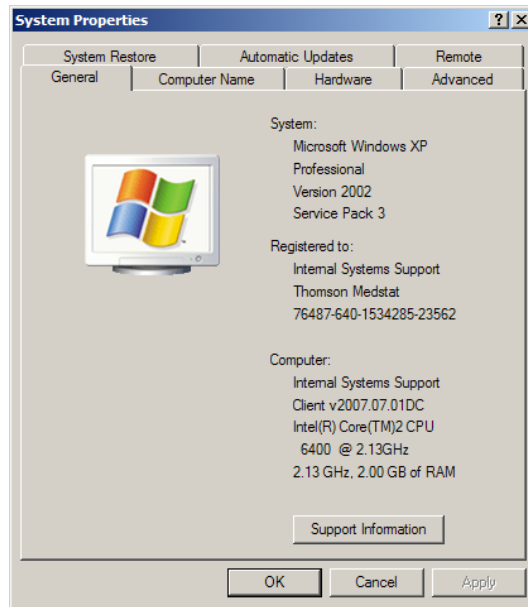 System Properties
System Restore
Automatic Updates
Remote
General
Computer Name
Hardware
Advanced
System:
Microsoft Windows XP
Professional
Version 2002
Service Pack 3
Registered to:
Internal Systems Support
Thomson Medstat
76487-640-1534285-23562
Computer:
Internal Systems Support
Client v2007.07.01DC
Intel(R) Core(TM)2 CPU
6400 @ 2.13GHz
2.13 GHz, 2.00 GB of RAM
Support Information
OK
Cancel
Apply